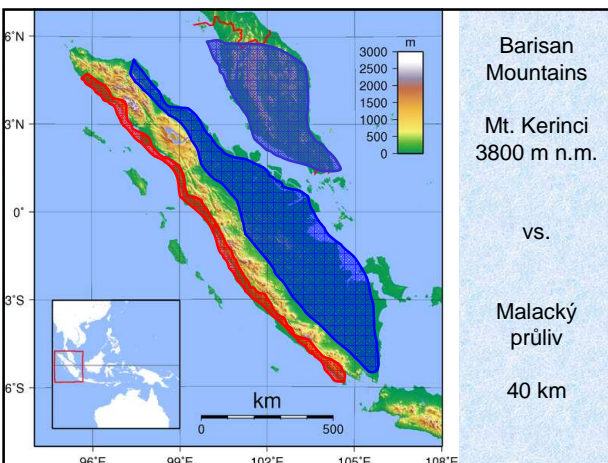 6°N
3°N
0°
3°S
6°S
96°E
99°E
102°E
105°E
108°E
m
3000
2500
2000
1500
1000
500
0
km
0
500
Barisan
Mountains
Mt. Kerinci
3800 m n.m.
vs.
Malacký
průliv
40 km